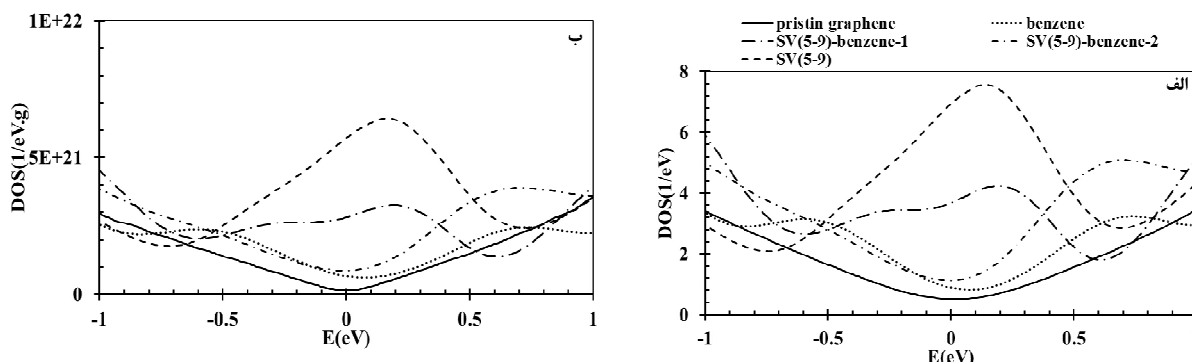 1E+22
5E+21
0
DOS(1/eV.g)
-1 -0.5 0 0.5 1
E(eV)
ب
pristin graphene benzene
SV(5-9)-benzene-1 SV(5-9)-benzene-2
SV(5-9)
8
6
4
2
0
DOS(1/eV)
-1 -0.5 0 0.5
E(eV)
الف